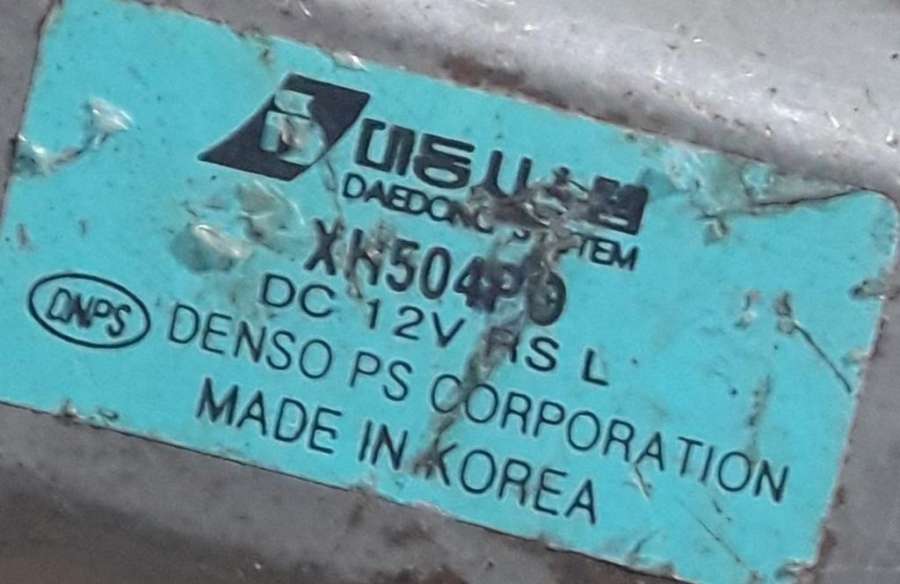 대동시스템
DAEDONG SYSTEM
DC 12V RS L
DNPS
DENSO PS CORPORATION
MADE IN KOREA